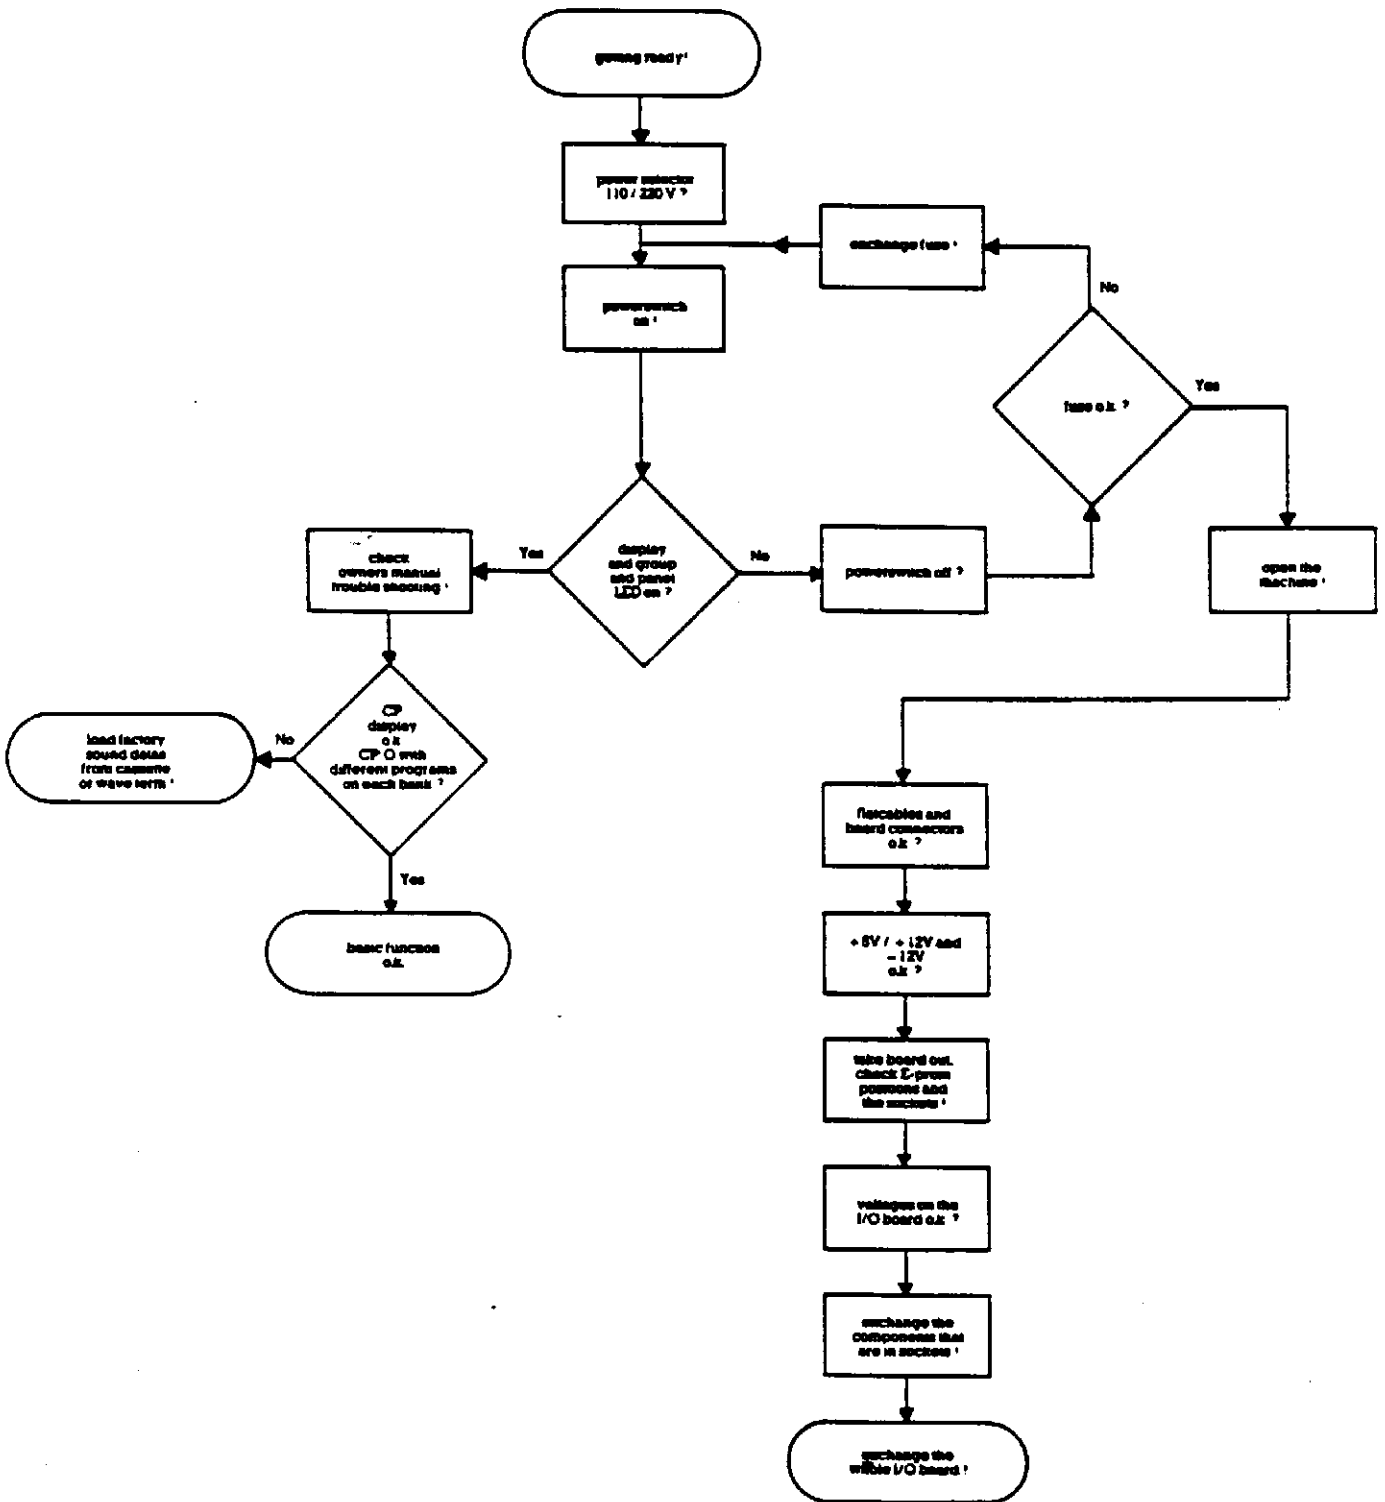 getting ready!
power selector
110 / 220 V ?
exchange fuse !
No
powerswich
on !
Yes
fuse o.k. ?
check
owners manual
trouble shooting !
Yes
display
and group
and panel
LED on ?
No
powerswich off ?
open the
machine !
CP
display
o.k.
CP O with
different programs
on each bank ?
No
load factory
sound datas
from cassette
or wave term !
Yes
basic function
o.k.
flatcables and
board connectors
o.k. ?
+ 5V / + 12V and
– 12V
o.k. ?
take board out.
check E-prom
positions and
the sockets !
voltages on the
I/O board o.k. ?
exchange the
components that
are in sockets !
exchange the
whole I/O board !